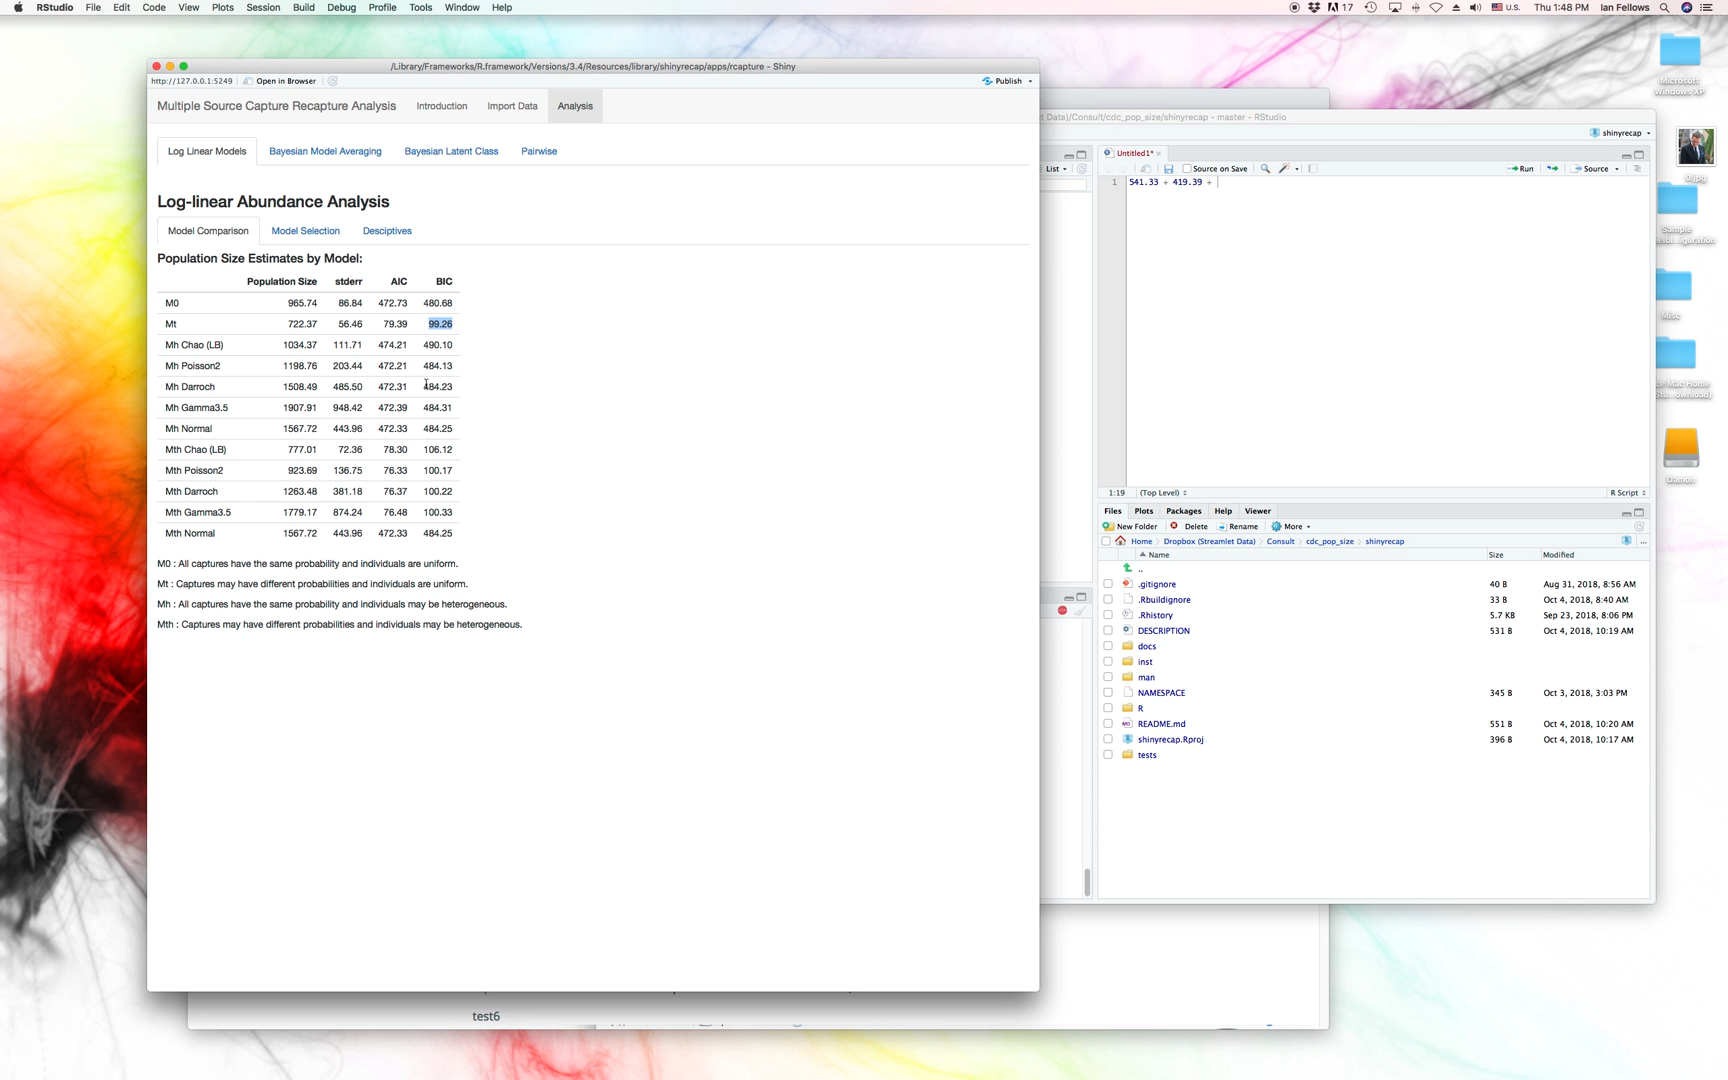 RStudio File Edit Code View Plots Session Build Debug Profile Tools Window Help
17 U.S. Thu 1:48 PM Ian Fellows
/Library/Frameworks/R.framework/Versions/3.4/Resources/library/shinyrecap/apps/rcapture - Shiny
http://127.0.0.1:5249 Open in Browser Publish
Multiple Source Capture Recapture Analysis Introduction Import Data Analysis
Log Linear Models Bayesian Model Averaging Bayesian Latent Class Pairwise
Log-linear Abundance Analysis
Model Comparison Model Selection Desciptives
Population Size Estimates by Model:
Population Size stderr AIC BIC
M0 965.74 86.84 472.73 480.68
Mt 722.37 56.46 79.39 99.26
Mh Chao (LB) 1034.37 111.71 474.21 490.10
Mh Poisson2 1198.76 203.44 472.21 484.13
Mh Darroch 1508.49 485.50 472.31 484.23
Mh Gamma3.5 1907.91 948.42 472.39 484.31
Mh Normal 1567.72 443.96 472.33 484.25
Mth Chao (LB) 777.01 72.36 78.30 106.12
Mth Poisson2 923.69 136.75 76.33 100.17
Mth Darroch 1263.48 381.18 76.37 100.22
Mth Gamma3.5 1779.17 874.24 76.48 100.33
Mth Normal 1567.72 443.96 472.33 484.25
M0 : All captures have the same probability and individuals are uniform.
Mt : Captures may have different probabilities and individuals are uniform.
Mh : All captures have the same probability and individuals may be heterogeneous.
Mth : Captures may have different probabilities and individuals may be heterogeneous.
test6
t Data)/Consult/cdc_pop_size/shinyrecap - master - RStudio
shinyrecap
List
Untitled1*
Source on Save Run Source
1 541.33 + 419.39 +
1:19 (Top Level) R Script
Files Plots Packages Help Viewer
New Folder Delete Rename More
Home Dropbox (Streamlet Data) Consult cdc_pop_size shinyrecap ...
Name Size Modified
..
.gitignore 40 B Aug 31, 2018, 8:56 AM
.Rbuildignore 33 B Oct 4, 2018, 8:40 AM
.Rhistory 5.7 KB Sep 23, 2018, 8:06 PM
DESCRIPTION 531 B Oct 4, 2018, 10:19 AM
docs
inst
man
NAMESPACE 345 B Oct 3, 2018, 3:03 PM
R
README.md 551 B Oct 4, 2018, 10:20 AM
shinyrecap.Rproj 396 B Oct 4, 2018, 10:17 AM
tests
Microsoft
Windows XP
Sample
Misc
Damon